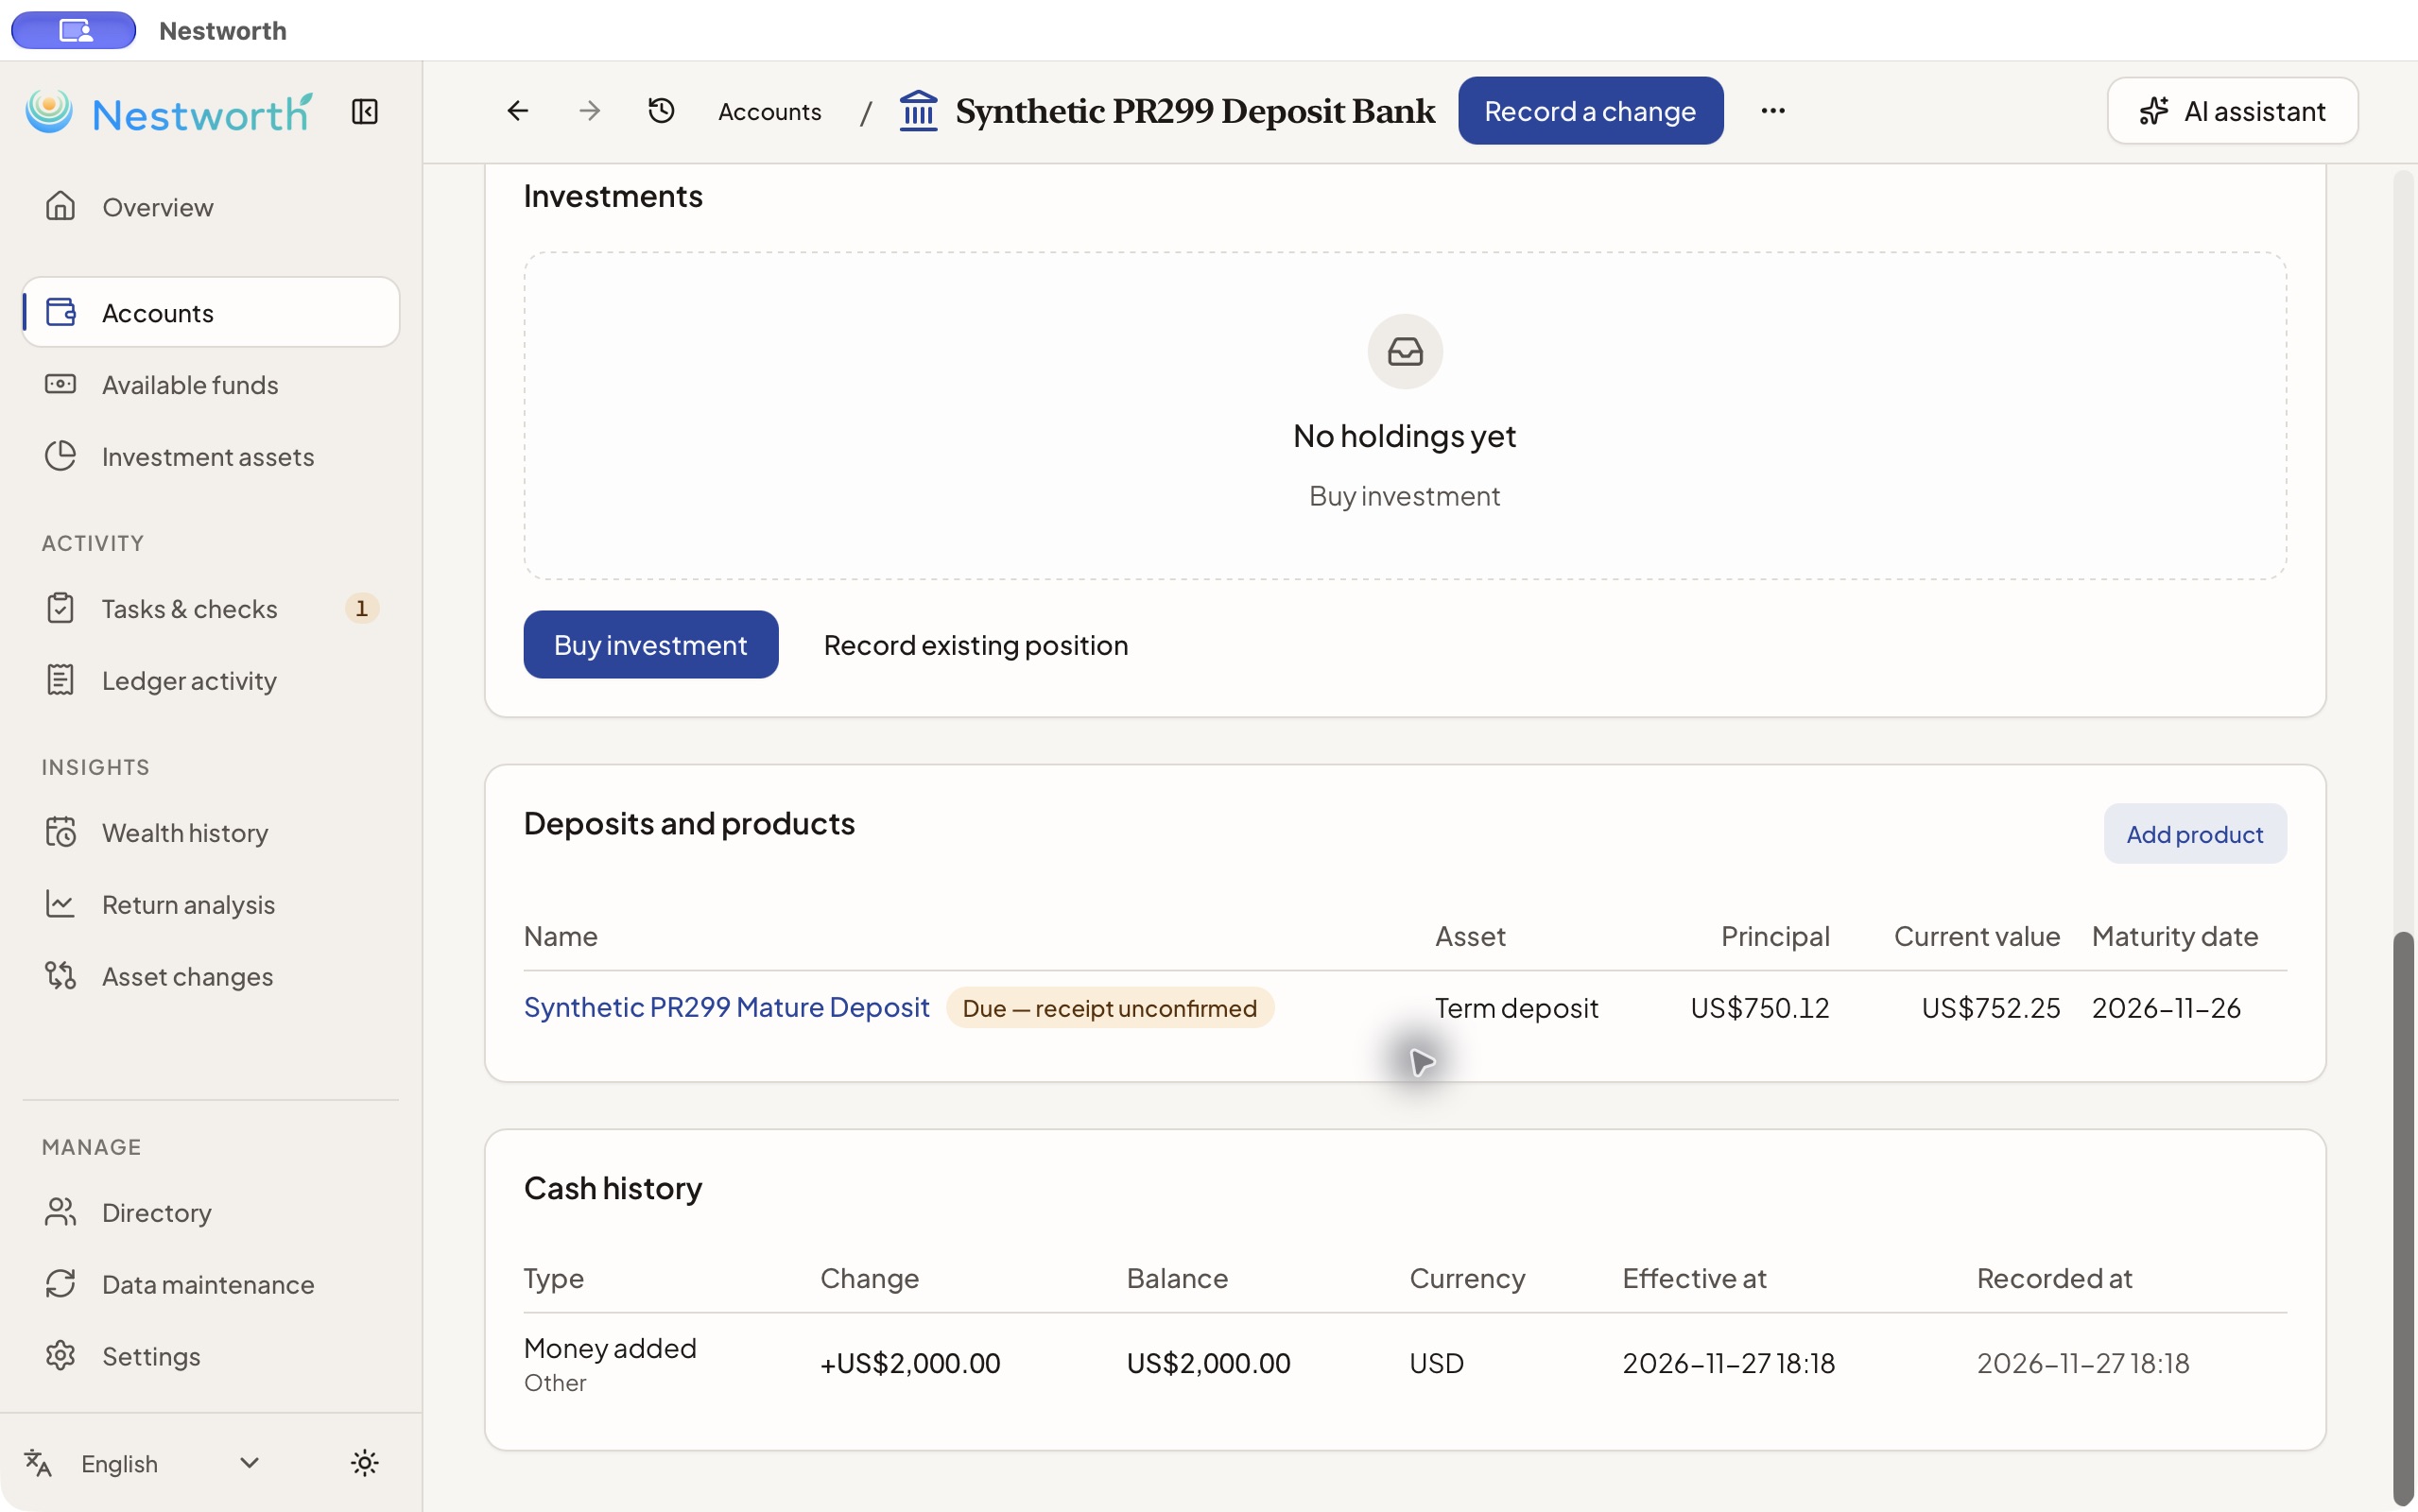 Nestworth
Nestworth
Accounts / Synthetic PR299 Deposit Bank Record a change ··· AI assistant
Overview
Accounts
Available funds
Investment assets
ACTIVITY
Tasks & checks 1
Ledger activity
INSIGHTS
Wealth history
Return analysis
Asset changes
MANAGE
Directory
Data maintenance
Settings
English
Investments
No holdings yet
Buy investment
Buy investment Record existing position
Deposits and products Add product
Name Asset Principal Current value Maturity date
Synthetic PR299 Mature Deposit Due — receipt unconfirmed Term deposit US$750.12 US$752.25 2026-11-26
Cash history
Type Change Balance Currency Effective at Recorded at
Money added +US$2,000.00 US$2,000.00 USD 2026-11-27 18:18 2026-11-27 18:18
Other